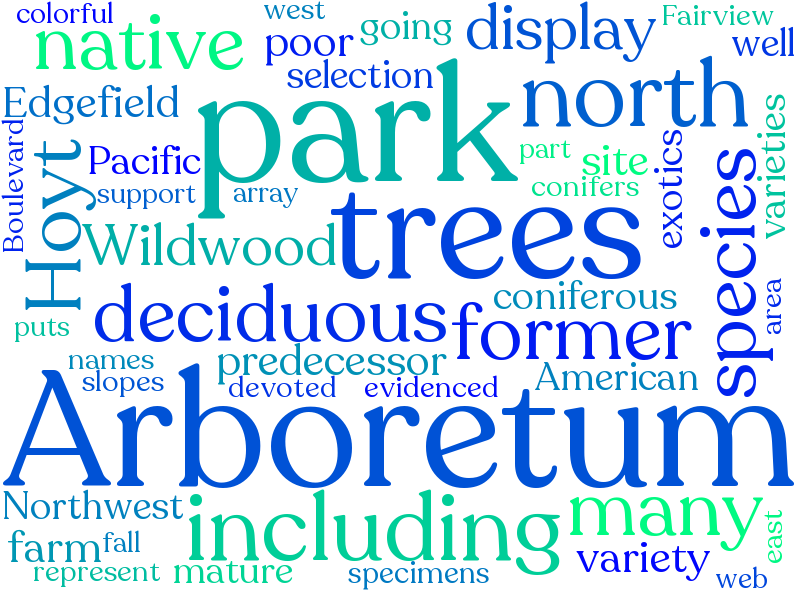 colorful
west
going
display
Fairview
native
poor
well
selection
Edgefield
park
north
Boulevard
Hoyt
Pacific
part
site
exotics
varieties
support
array
conifers
species
Wildwood
trees
deciduous
coniferous
former
area
puts
names
predecessor
American
slopes
devoted
evidenced
Arboretum
Northwest
including
many
east
farm
fall
variety
represent
mature
specimens
web